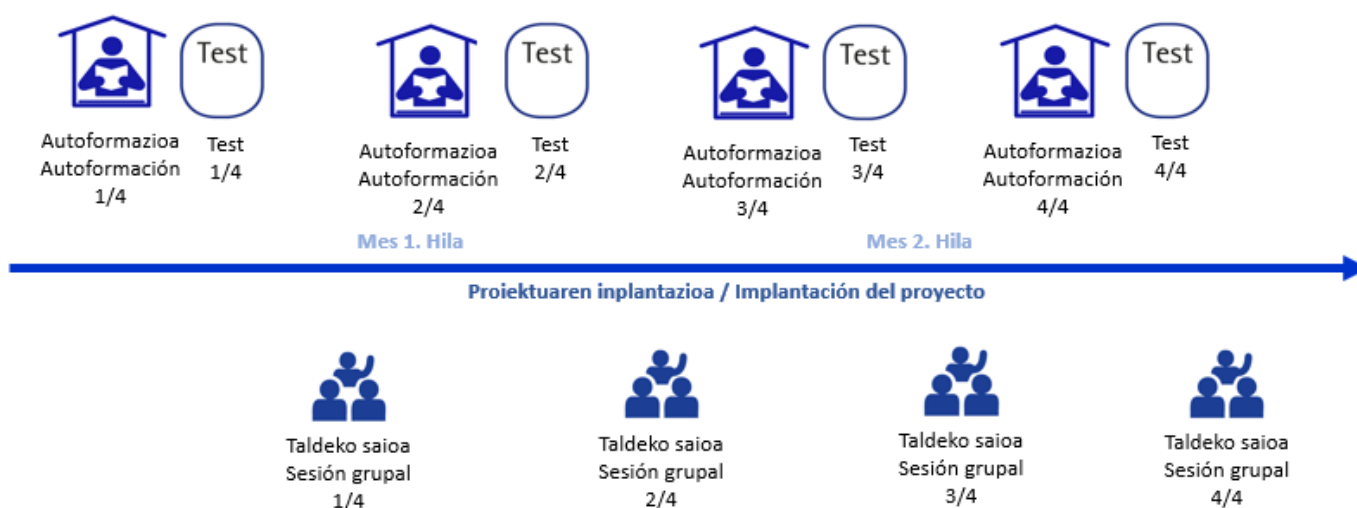 Test
Test
Test
Test
Autoformazioa
Autoformación
1/4
Test
1/4
Autoformazioa
Autoformación
2/4
Test
2/4
Autoformazioa
Autoformación
3/4
Test
3/4
Autoformazioa
Autoformación
4/4
Test
4/4
Mes 1. Hila
Mes 2. Hila
Proiektuaren inplantazioa / Implantación del proyecto
Taldeko saioa
Sesión grupal
1/4
Taldeko saioa
Sesión grupal
2/4
Taldeko saioa
Sesión grupal
3/4
Taldeko saioa
Sesión grupal
4/4